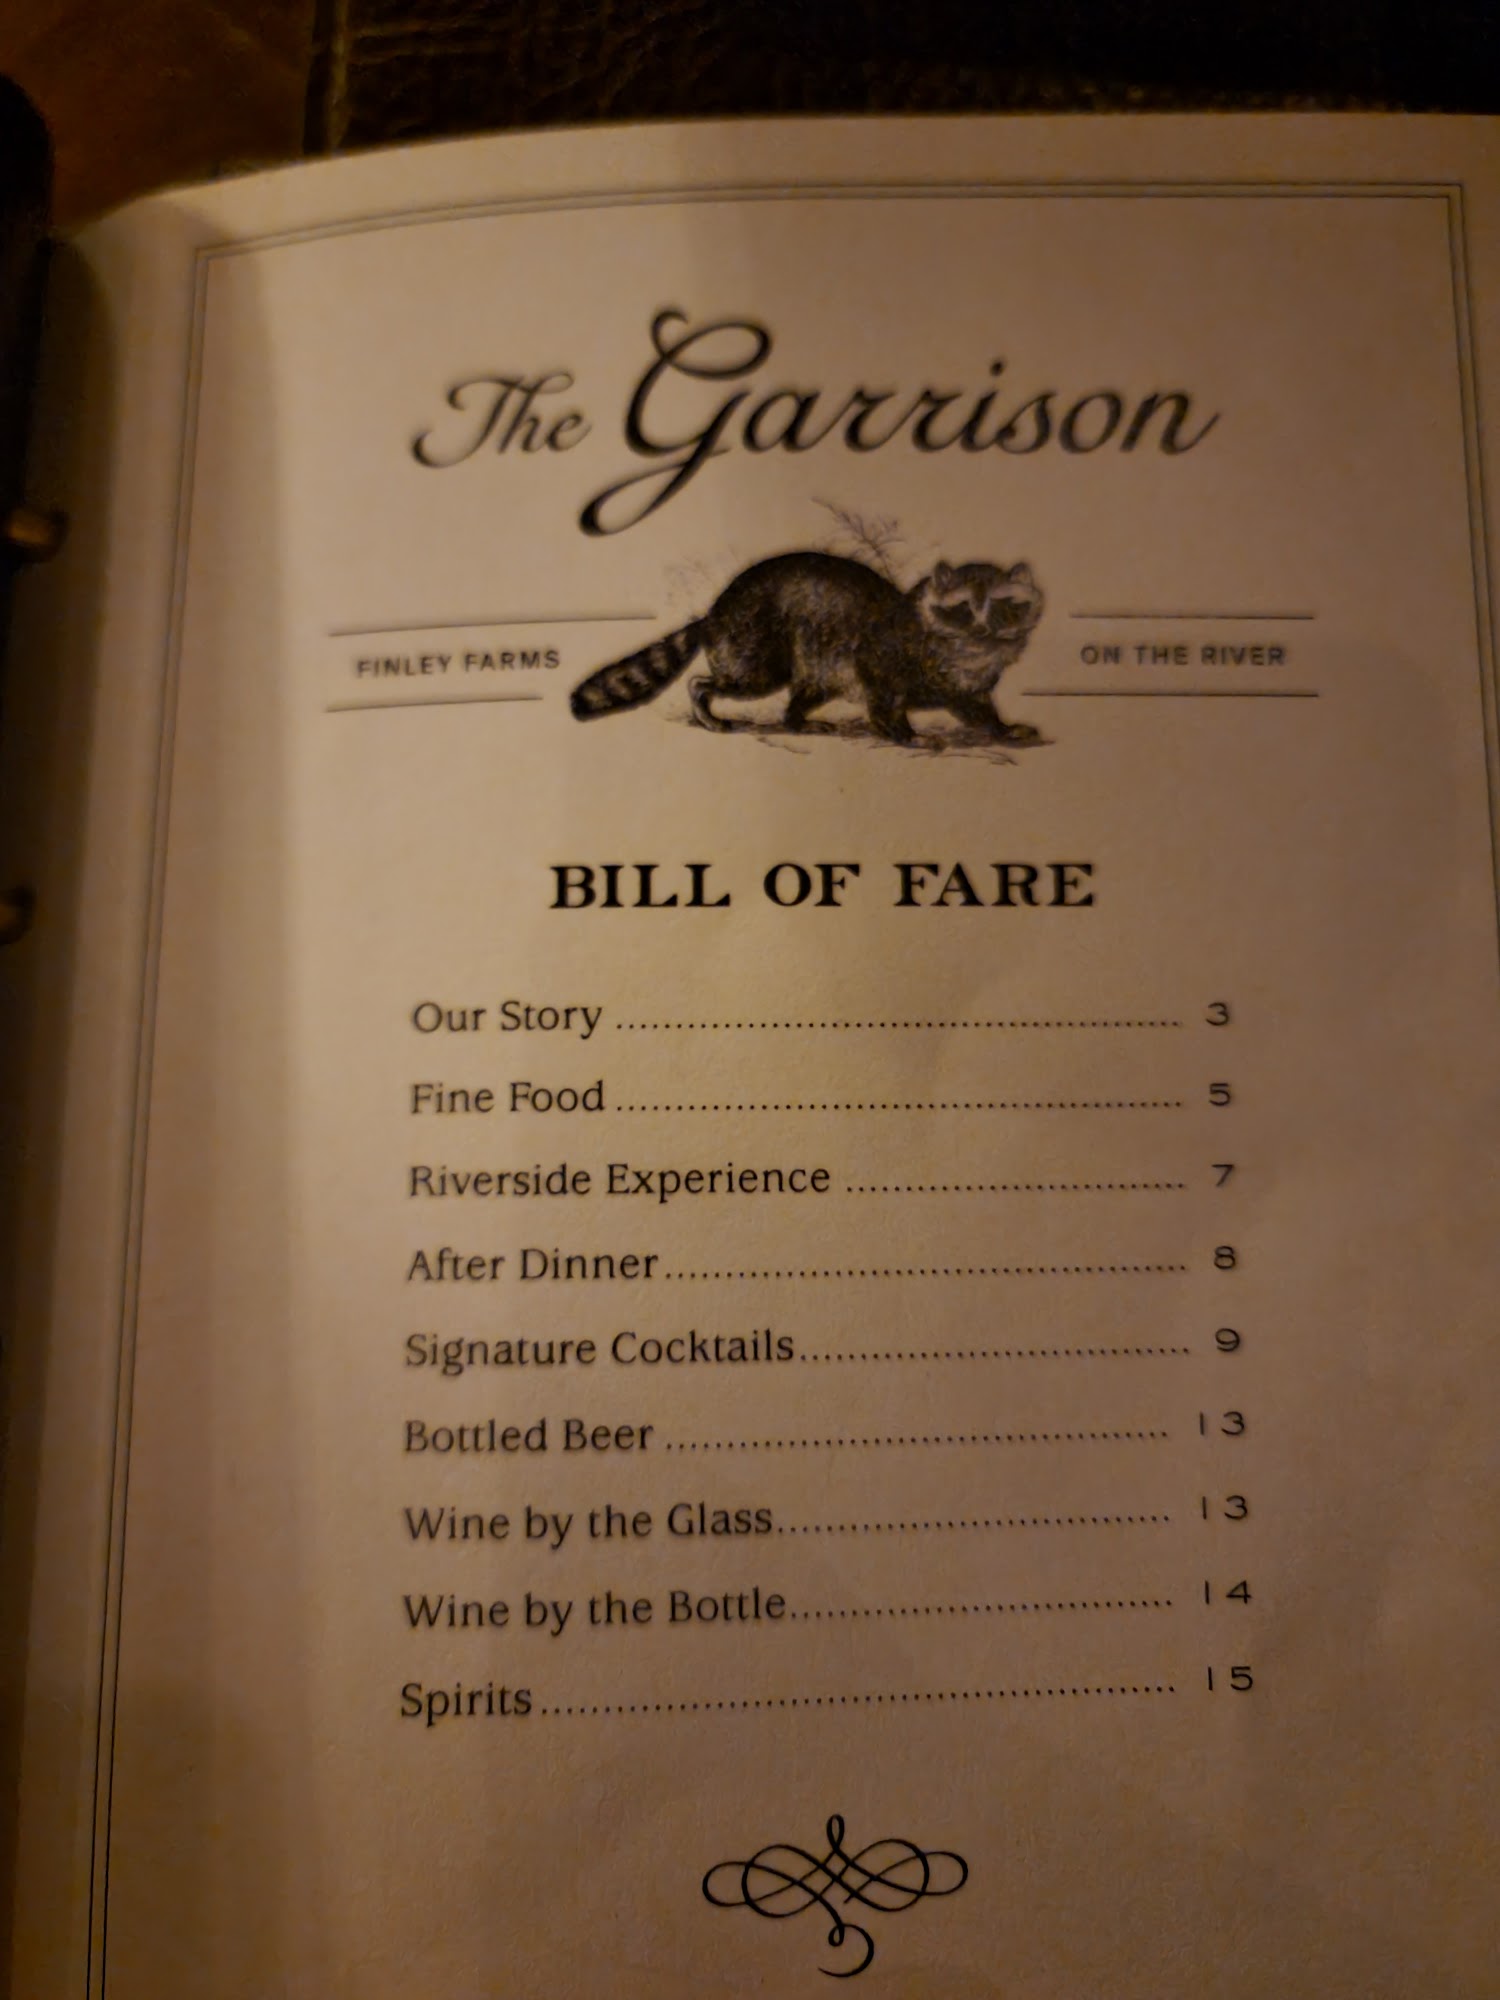 The Garrison
FINLEY FARMS
ON THE RIVER
BILL OF FARE
Our Story .................................................. 3
Fine Food .................................................. 5
Riverside Experience .............................. 7
After Dinner .............................................. 8
Signature Cocktails .................................. 9
Bottled Beer ............................................ 13
Wine by the Glass .................................. 13
Wine by the Bottle ................................. 14
Spirits ...................................................... 15